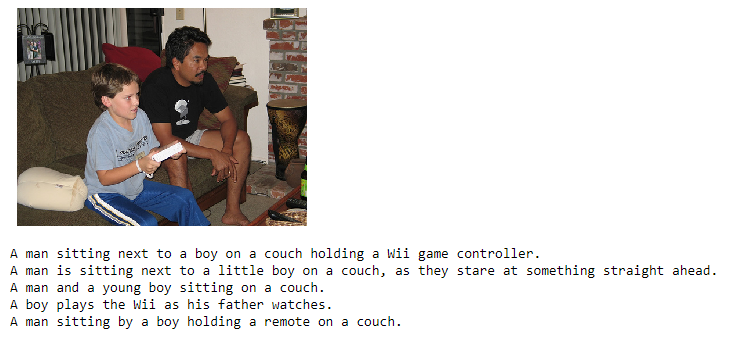 A man sitting next to a boy on a couch holding a Wii game controller.
A man is sitting next to a little boy on a couch, as they stare at something straight ahead.
A man and a young boy sitting on a couch.
A boy plays the Wii as his father watches.
A man sitting by a boy holding a remote on a couch.